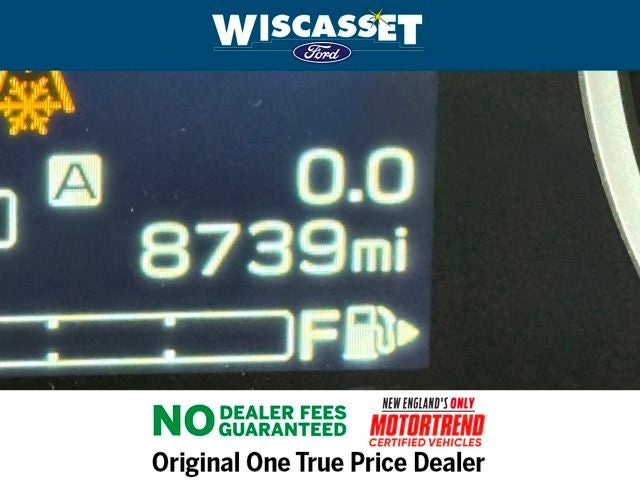 WISCASSET
Ford
A
0.0
8739mi
F
NO DEALER FEES GUARANTEED
NEW ENGLAND'S ONLY
MOTORTREND
CERTIFIED VEHICLES
Original One True Price Dealer